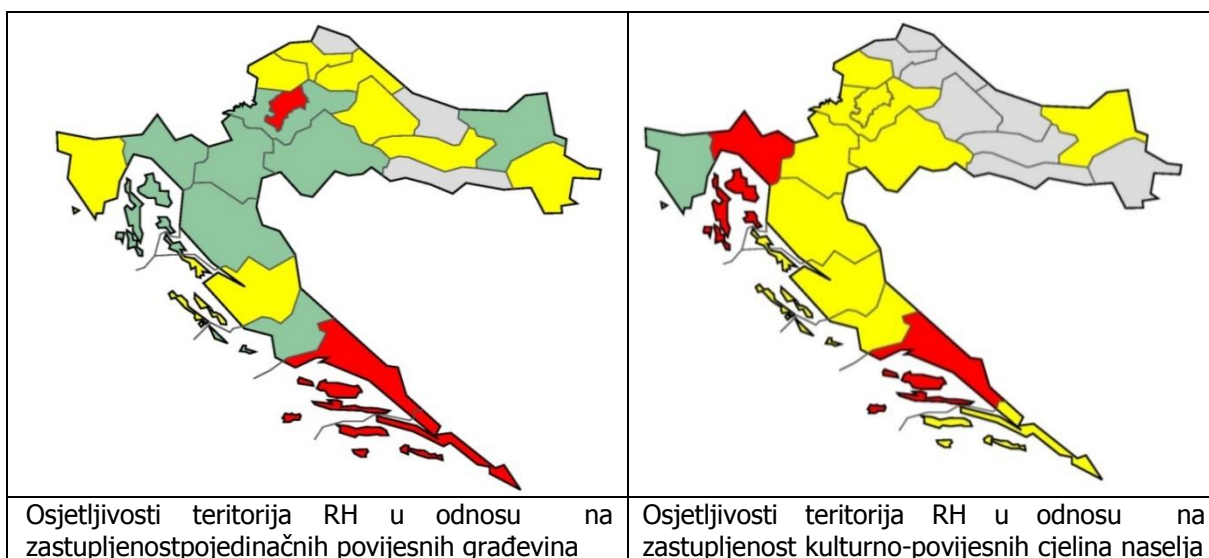 Osjetljivosti teritorija RH u odnosu na
zastupljenostpojedinačnih povijesnih građevina
Osjetljivosti teritorija RH u odnosu na
zastupljenost kulturno-povijesnih cjelina naselja